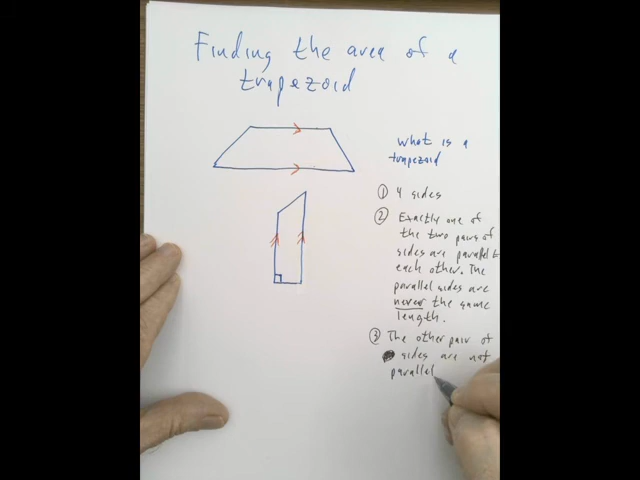 Finding the area of a
trapezoid
What is a
trapezoid
① 4 sides
② Exactly one of
the two pairs of
sides are parallel to
each other. The
parallel sides are
never the same
length.
③ The other pair of
sides are not
parallel